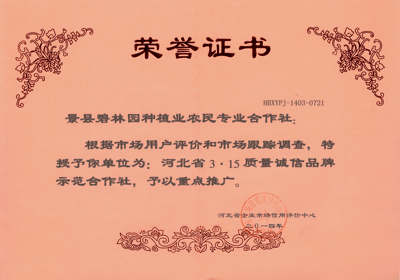 荣誉证书
HBXYPJ-1403-0721
景县碧林园种植业农民专业合作社：
根据市场用户评价和市场跟踪调查，特
授予你单位为：河北省3·15质量诚信品牌
示范合作社，予以重点推广。
河北省企业市场信用评价中心
二〇一四年